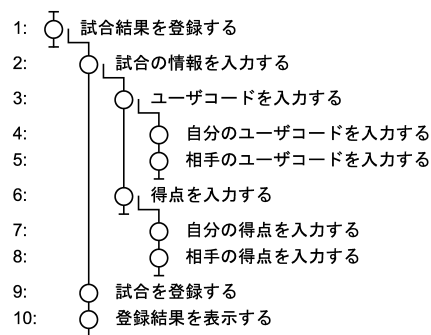 1: 試合結果を登録する
2: 試合の情報を入力する
3: ユーザコードを入力する
4: 自分のユーザコードを入力する
5: 相手のユーザコードを入力する
6: 得点を入力する
7: 自分の得点を入力する
8: 相手の得点を入力する
9: 試合を登録する
10: 登録結果を表示する